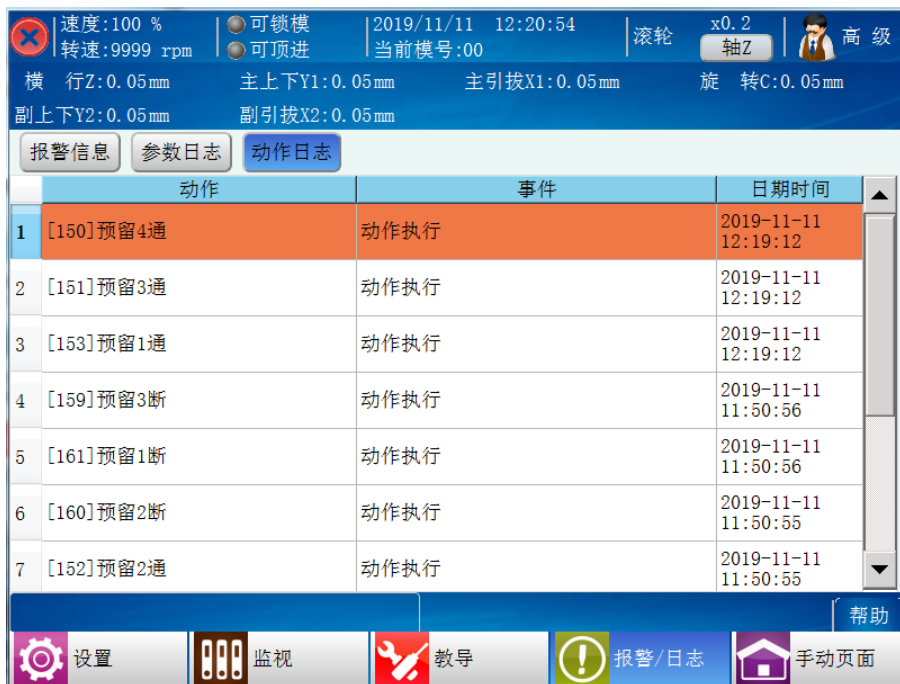 速度:100 % 可锁模 2019/11/11 12:20:54 滚轮 x0.2 高 级
转速:9999 rpm 可顶进 当前模号:00 轴Z
横 行Z:0.05mm 主上下Y1:0.05mm 主引拔X1:0.05mm 旋 转C:0.05mm
副上下Y2:0.05mm 副引拔X2:0.05mm
报警信息 参数日志 动作日志
动作 事件 日期时间
1 [150]预留4通 动作执行 2019-11-11
12:19:12
2 [151]预留3通 动作执行 2019-11-11
12:19:12
3 [153]预留1通 动作执行 2019-11-11
12:19:12
4 [159]预留3断 动作执行 2019-11-11
11:50:56
5 [161]预留1断 动作执行 2019-11-11
11:50:56
6 [160]预留2断 动作执行 2019-11-11
11:50:55
7 [152]预留2通 动作执行 2019-11-11
11:50:55
帮助
设置 监视 教导 报警/日志 手动页面